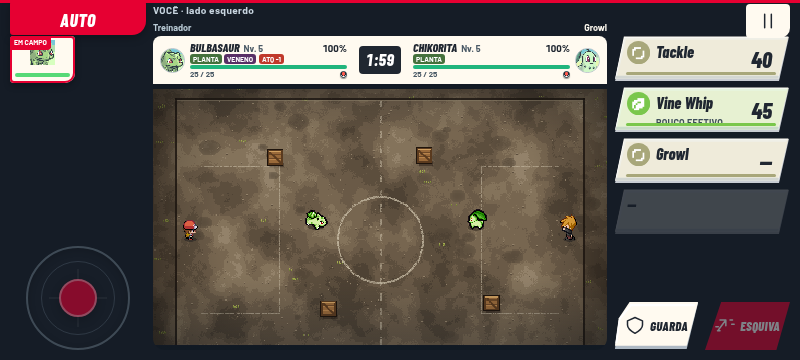 AUTO
EM CAMPO
VOCÊ · lado esquerdo
Treinador
Growl
BULBASAUR Nv. 5 100%
PLANTA VENENO ATQ -1
25 / 25
1:59
CHIKORITA Nv. 5 100%
PLANTA
25 / 25
Tackle 40
Vine Whip 45
POUCO EFETIVO
Growl —
—
GUARDA
ESQUIVA